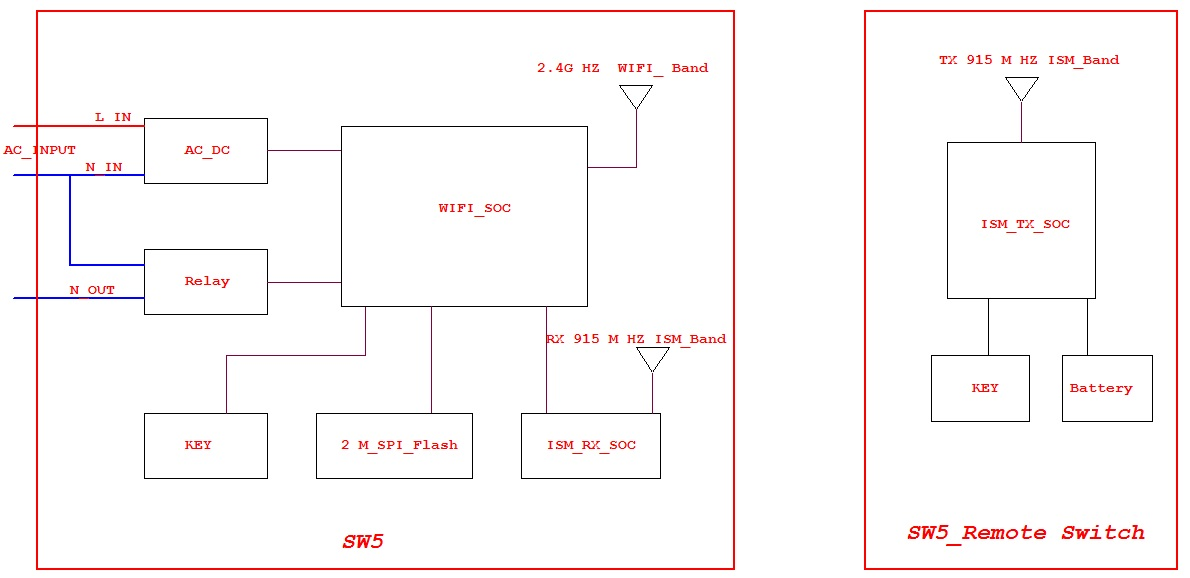 2.4G HZ WIFI_ Band
L IN
AC_INPUT
AC_DC
N_IN
WIFI_SOC
Relay
N_OUT
RX 915 M HZ ISM_Band
KEY
2 M_SPI_Flash
ISM_RX_SOC
SW5
TX 915 M HZ ISM_Band
ISM_TX_SOC
KEY
Battery
SW5_Remote Switch